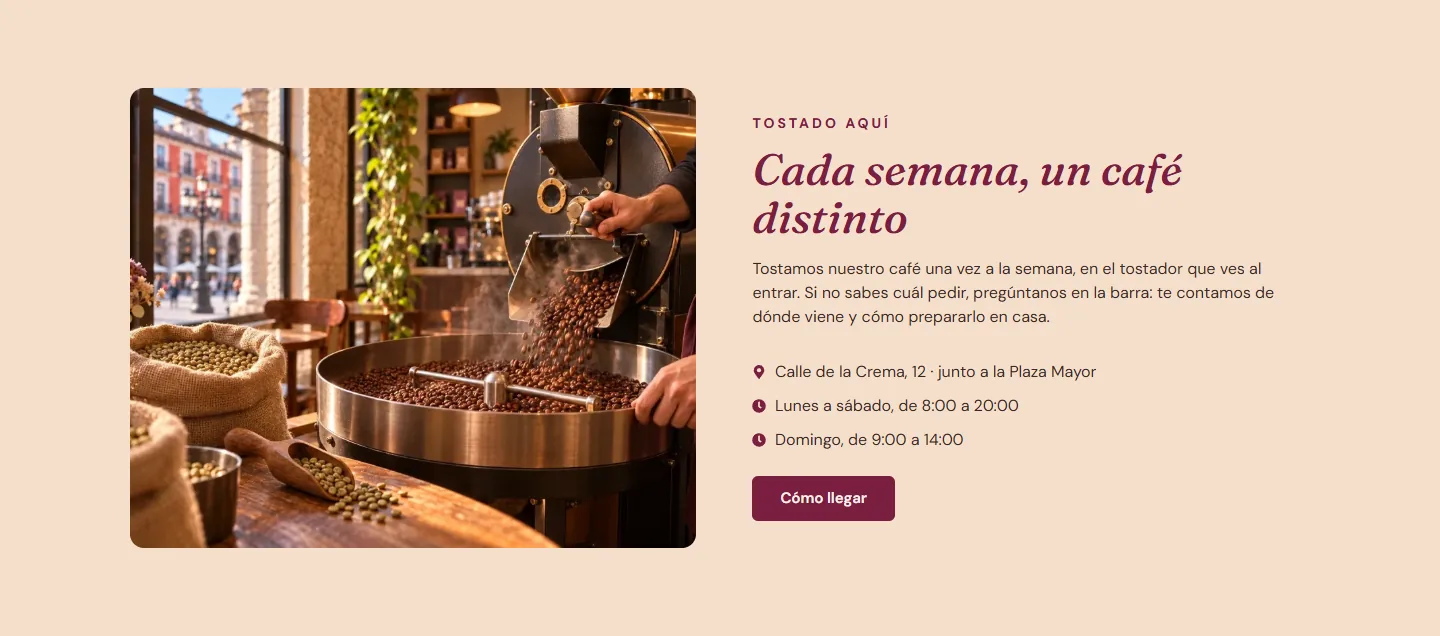 TOSTADO AQUÍ
Cada semana, un café
distinto
Tostamos nuestro café una vez a la semana, en el tostador que ves al
entrar. Si no sabes cuál pedir, pregúntanos en la barra: te contamos de
dónde viene y cómo prepararlo en casa.
Calle de la Crema, 12 · junto a la Plaza Mayor
Lunes a sábado, de 8:00 a 20:00
Domingo, de 9:00 a 14:00
Cómo llegar